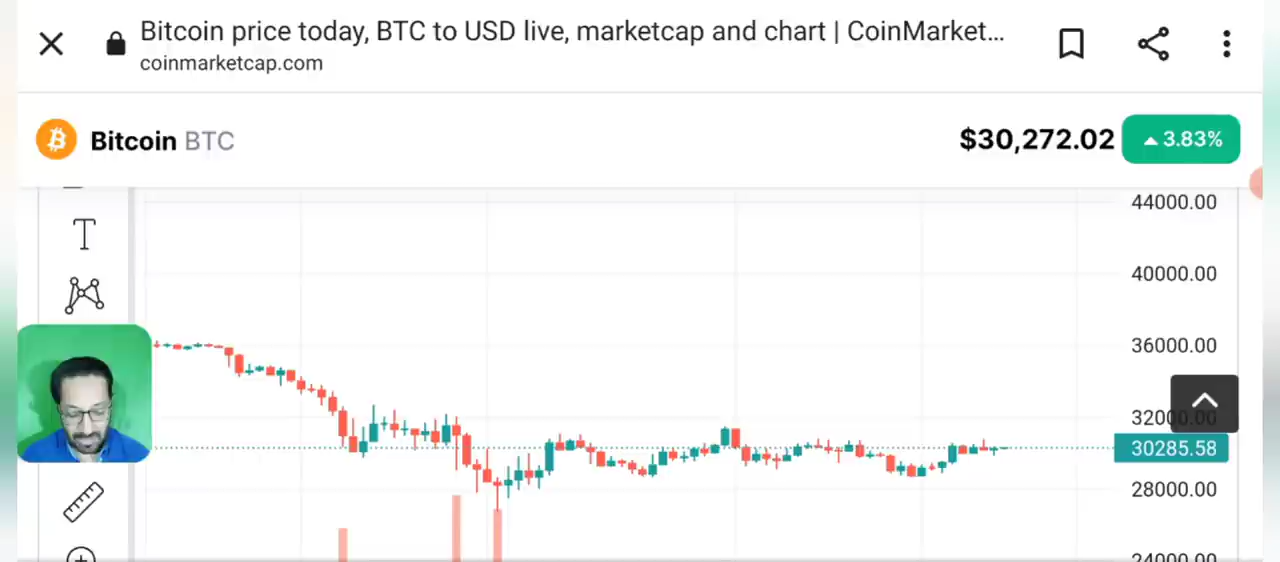 Bitcoin price today, BTC to USD live, marketcap and chart | CoinMarket...
coinmarketcap.com
Bitcoin BTC
$30,272.02
3.83%
44000.00
T
40000.00
36000.00
32000.00
30285.58
28000.00
24000.00